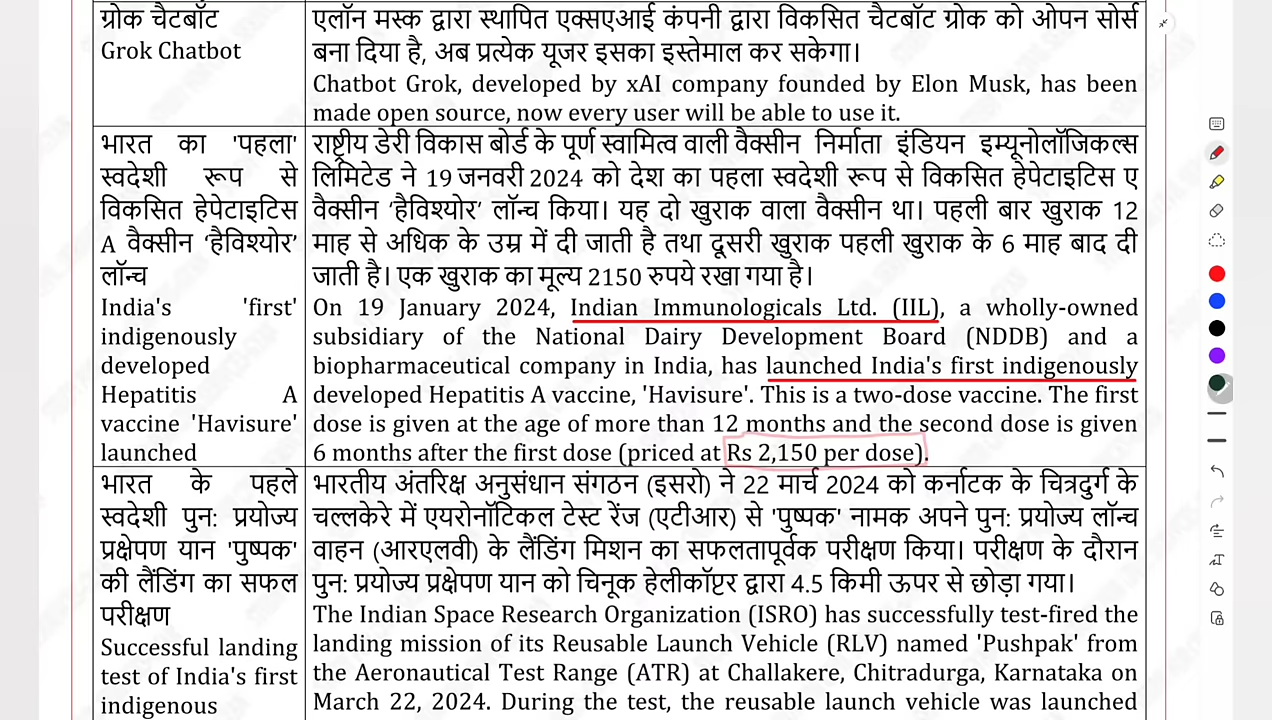 ग्रोक चैटबॉट
Grok Chatbot
एलॉन मस्क द्वारा स्थापित एक्सएआई कंपनी द्वारा विकसित चैटबॉट ग्रोक को ओपन सोर्स
बना दिया है, अब प्रत्येक यूजर इसका इस्तेमाल कर सकेगा।
Chatbot Grok, developed by xAI company founded by Elon Musk, has been
made open source, now every user will be able to use it.
भारत का 'पहला'
स्वदेशी रूप से
विकसित हेपेटाइटिस
A वैक्सीन ‘हैविश्योर’
लॉन्च
India's 'first'
indigenously
developed
Hepatitis A
vaccine 'Havisure'
launched
राष्ट्रीय डेरी विकास बोर्ड के पूर्ण स्वामित्व वाली वैक्सीन निर्माता इंडियन इम्यूनोलॉजिकल्स
लिमिटेड ने 19 जनवरी 2024 को देश का पहला स्वदेशी रूप से विकसित हेपेटाइटिस ए
वैक्सीन ‘हैविश्योर’ लॉन्च किया। यह दो खुराक वाला वैक्सीन था। पहली बार खुराक 12
माह से अधिक के उम्र में दी जाती है तथा दूसरी खुराक पहली खुराक के 6 माह बाद दी
जाती है। एक खुराक का मूल्य 2150 रुपये रखा गया है।
On 19 January 2024, Indian Immunologicals Ltd. (IIL), a wholly-owned
subsidiary of the National Dairy Development Board (NDDB) and a
biopharmaceutical company in India, has launched India's first indigenously
developed Hepatitis A vaccine, 'Havisure'. This is a two-dose vaccine. The first
dose is given at the age of more than 12 months and the second dose is given
6 months after the first dose (priced at Rs 2,150 per dose).
भारत के पहले
स्वदेशी पुन: प्रयोज्य
प्रक्षेपण यान 'पुष्पक'
की लैंडिंग का सफल
परीक्षण
Successful landing
test of India's first
indigenous
भारतीय अंतरिक्ष अनुसंधान संगठन (इसरो) ने 22 मार्च 2024 को कर्नाटक के चित्रदुर्ग के
चल्लकेरे में एयरोनॉटिकल टेस्ट रेंज (एटीआर) से 'पुष्पक' नामक अपने पुन: प्रयोज्य लॉन्च
वाहन (आरएलवी) के लैंडिंग मिशन का सफलतापूर्वक परीक्षण किया। परीक्षण के दौरान
पुन: प्रयोज्य प्रक्षेपण यान को चिनूक हेलीकॉप्टर द्वारा 4.5 किमी ऊपर से छोड़ा गया।
The Indian Space Research Organization (ISRO) has successfully test-fired the
landing mission of its Reusable Launch Vehicle (RLV) named 'Pushpak' from
the Aeronautical Test Range (ATR) at Challakere, Chitradurga, Karnataka on
March 22, 2024. During the test, the reusable launch vehicle was launched